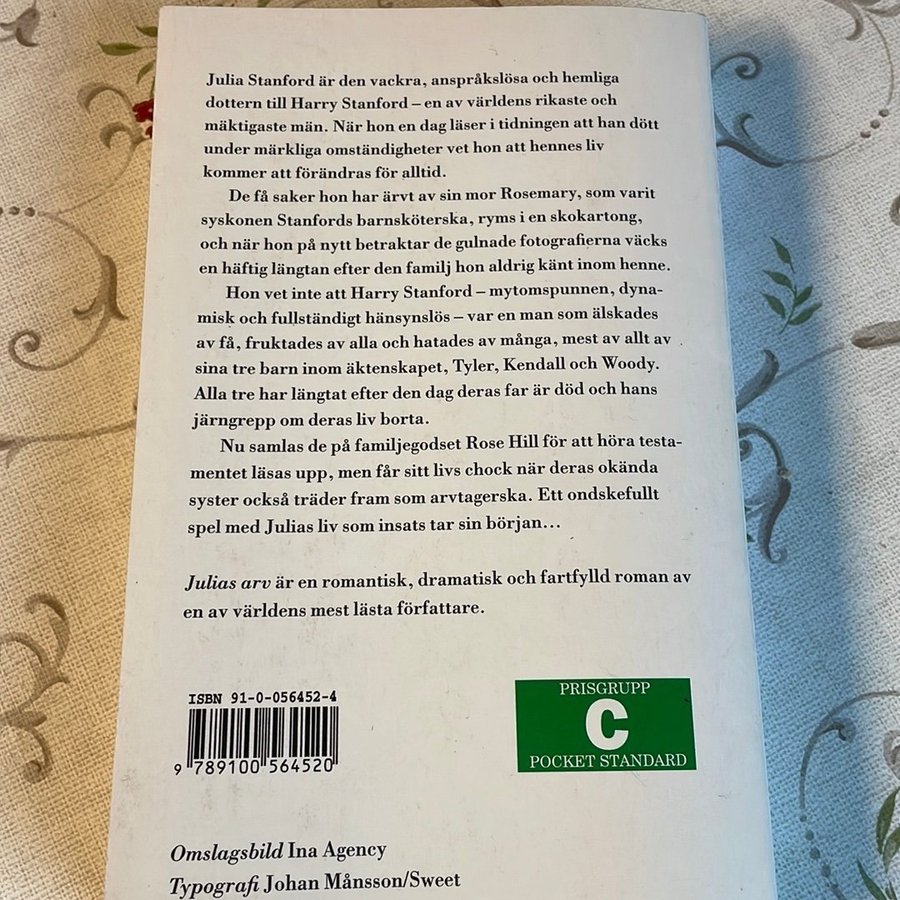 Julia Stanford är den vackra, anspråkslösa och hemliga
dottern till Harry Stanford – en av världens rikaste och
mäktigaste män. När hon en dag läser i tidningen att han dött
under märkliga omständigheter vet hon att hennes liv
kommer att förändras för alltid.
De få saker hon har ärvt av sin mor Rosemary, som varit
syskonen Stanfords barnsköterska, ryms i en skokartong,
och när hon på nytt betraktar de gulnade fotografierna väcks
en häftig längtan efter den familj hon aldrig känt inom henne.
Hon vet inte att Harry Stanford – mytomspunnen, dyna-
misk och fullständigt hänsynslös – var en man som älskades
av få, fruktades av alla och hatades av många, mest av allt av
sina tre barn inom äktenskapet, Tyler, Kendall och Woody.
Alla tre har längtat efter den dag deras far är död och hans
järngrepp om deras liv borta.
Nu samlas de på familjegodset Rose Hill för att höra testa-
mentet läsas upp, men får sitt livs chock när deras okända
syster också träder fram som arvtagerska. Ett ondskefullt
spel med Julias liv som insats tar sin början...
Julias arv är en romantisk, dramatisk och fartfylld roman av
en av världens mest lästa författare.
ISBN 91-0-056452-4
9 789100 564520
PRISGRUPP
C
POCKET STANDARD
Omslagsbild Ina Agency
Typografi Johan Månsson/Sweet